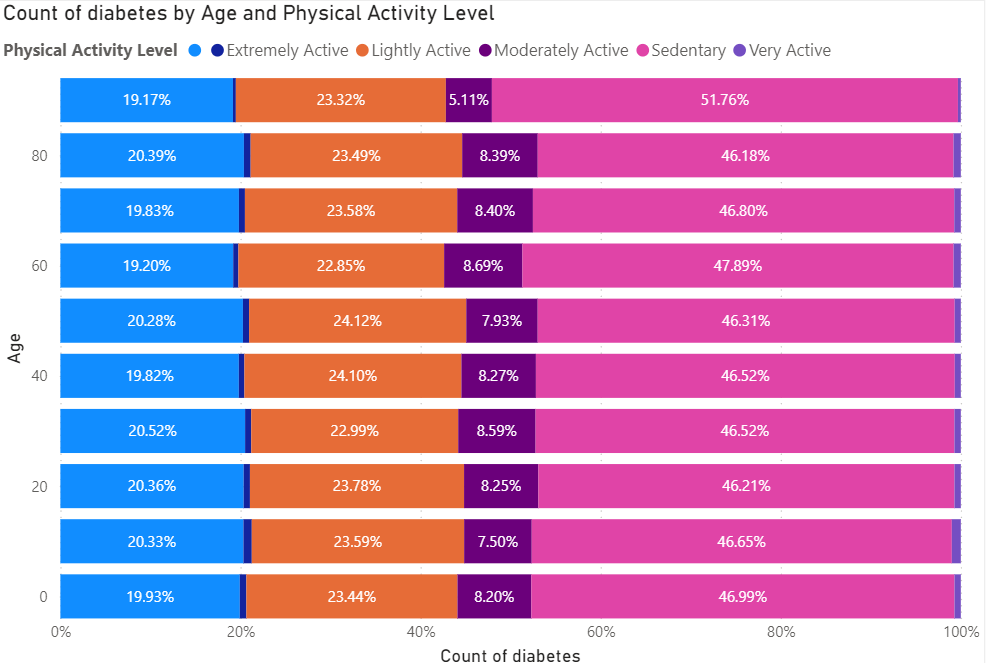 Count of diabetes by Age and Physical Activity Level
Physical Activity Level Extremely Active Lightly Active Moderately Active Sedentary Very Active
19.17% 23.32% 5.11% 51.76%
80 20.39% 23.49% 8.39% 46.18%
19.83% 23.58% 8.40% 46.80%
60 19.20% 22.85% 8.69% 47.89%
20.28% 24.12% 7.93% 46.31%
Age
40 19.82% 24.10% 8.27% 46.52%
20.52% 22.99% 8.59% 46.52%
20 20.36% 23.78% 8.25% 46.21%
20.33% 23.59% 7.50% 46.65%
0 19.93% 23.44% 8.20% 46.99%
0% 20% 40% 60% 80% 100%
Count of diabetes